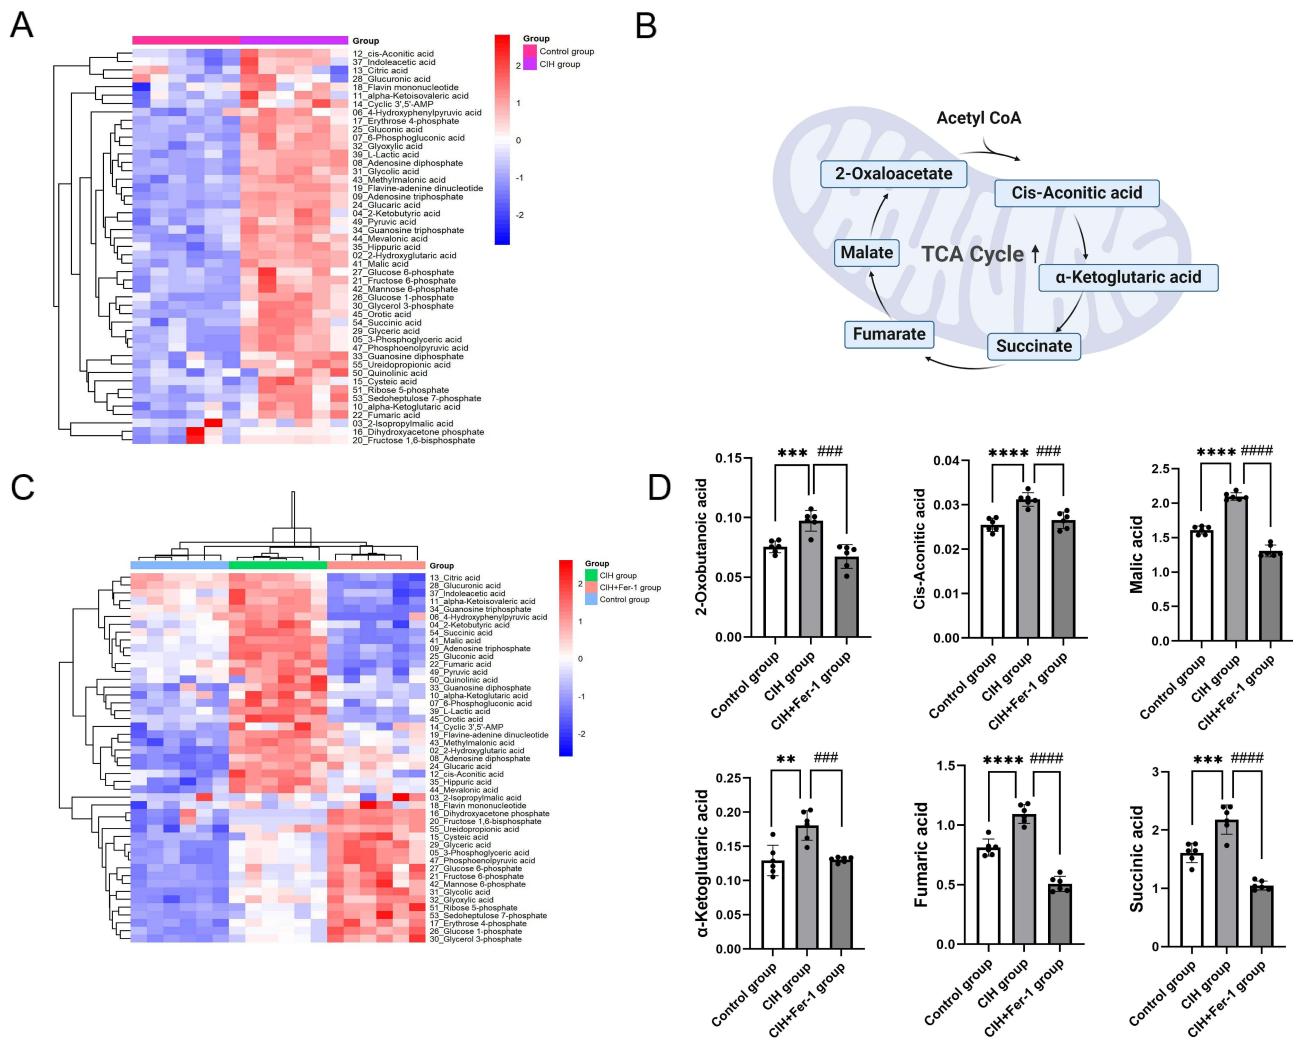 A
Group
12_cis-Aconitic acid
37_Indoleacetic acid
13_Citric acid
28_Glucuronic acid
18_Flavin mononucleotide
11_alpha-Ketoisovaleric acid
14_Cyclic 3',5'-AMP
06_4-Hydroxyphenylpyruvic acid
17_Erythrose 4-phosphate
25_Gluconic acid
07_6-Phosphogluconic acid
32_Glyoxylic acid
39_L-Lactic acid
08_Adenosine diphosphate
31_Glycolic acid
43_Methylmalonic acid
19_Flavine-adenine dinucleotide
09_Adenosine triphosphate
24_Glucaric acid
04_2-Ketobutyric acid
49_Pyruvic acid
34_Guanosine triphosphate
44_Mevalonic acid
35_Hippuric acid
02_2-Hydroxyglutaric acid
41_Malic acid
27_Glucose 6-phosphate
21_Fructose 6-phosphate
42_Mannose 6-phosphate
26_Glucose 1-phosphate
30_Glycerol 3-phosphate
45_Orotic acid
54_Succinic acid
29_Glyceric acid
05_3-Phosphoglyceric acid
47_Phosphoenolpyruvic acid
33_Guanosine diphosphate
55_Ureidopropionic acid
50_Quinolinic acid
15_Cysteic acid
51_Ribose 5-phosphate
53_Sedoheptulose 7-phosphate
10_alpha-Ketoglutaric acid
22_Fumaric acid
03_2-Isopropylmalic acid
16_Dihydroxyacetone phosphate
20_Fructose 1,6-bisphosphate
2
1
0
-1
-2
Group
Control group
CIH group
B
Acetyl CoA
2-Oxaloacetate
Cis-Aconitic acid
Malate
TCA Cycle ↑
α-Ketoglutaric acid
Fumarate
Succinate
C
Group
13_Citric acid
28_Glucuronic acid
37_Indoleacetic acid
11_alpha-Ketoisovaleric acid
34_Guanosine triphosphate
06_4-Hydroxyphenylpyruvic acid
04_2-Ketobutyric acid
54_Succinic acid
41_Malic acid
09_Adenosine triphosphate
25_Gluconic acid
22_Fumaric acid
49_Pyruvic acid
50_Quinolinic acid
33_Guanosine diphosphate
10_alpha-Ketoglutaric acid
07_6-Phosphogluconic acid
39_L-Lactic acid
45_Orotic acid
14_Cyclic 3',5'-AMP
19_Flavine-adenine dinucleotide
43_Methylmalonic acid
02_2-Hydroxyglutaric acid
08_Adenosine diphosphate
24_Glucaric acid
12_cis-Aconitic acid
35_Hippuric acid
44_Mevalonic acid
03_2-Isopropylmalic acid
18_Flavin mononucleotide
16_Dihydroxyacetone phosphate
20_Fructose 1,6-bisphosphate
55_Ureidopropionic acid
15_Cysteic acid
29_Glyceric acid
05_3-Phosphoglyceric acid
47_Phosphoenolpyruvic acid
27_Glucose 6-phosphate
21_Fructose 6-phosphate
42_Mannose 6-phosphate
31_Glycolic acid
32_Glyoxylic acid
51_Ribose 5-phosphate
53_Sedoheptulose 7-phosphate
17_Erythrose 4-phosphate
26_Glucose 1-phosphate
30_Glycerol 3-phosphate
2
1
0
-1
-2
Group
CIH group
CIH+Fer-1 group
Control group
D
2-Oxobutanoic acid
0.15
0.10
0.05
0.00
***
###
Control group
CIH group
CIH+Fer-1 group
Cis-Aconitic acid
0.04
0.03
0.02
0.01
0.00
****
###
Control group
CIH group
CIH+Fer-1 group
Malic acid
2.5
2.0
1.5
1.0
0.5
0.0
****
####
Control group
CIH group
CIH+Fer-1 group
α-Ketoglutaric acid
0.25
0.20
0.15
0.10
0.05
0.00
**
###
Control group
CIH group
CIH+Fer-1 group
Fumaric acid
1.5
1.0
0.5
0.0
****
####
Control group
CIH group
CIH+Fer-1 group
Succinic acid
3
2
1
0
***
####
Control group
CIH group
CIH+Fer-1 group